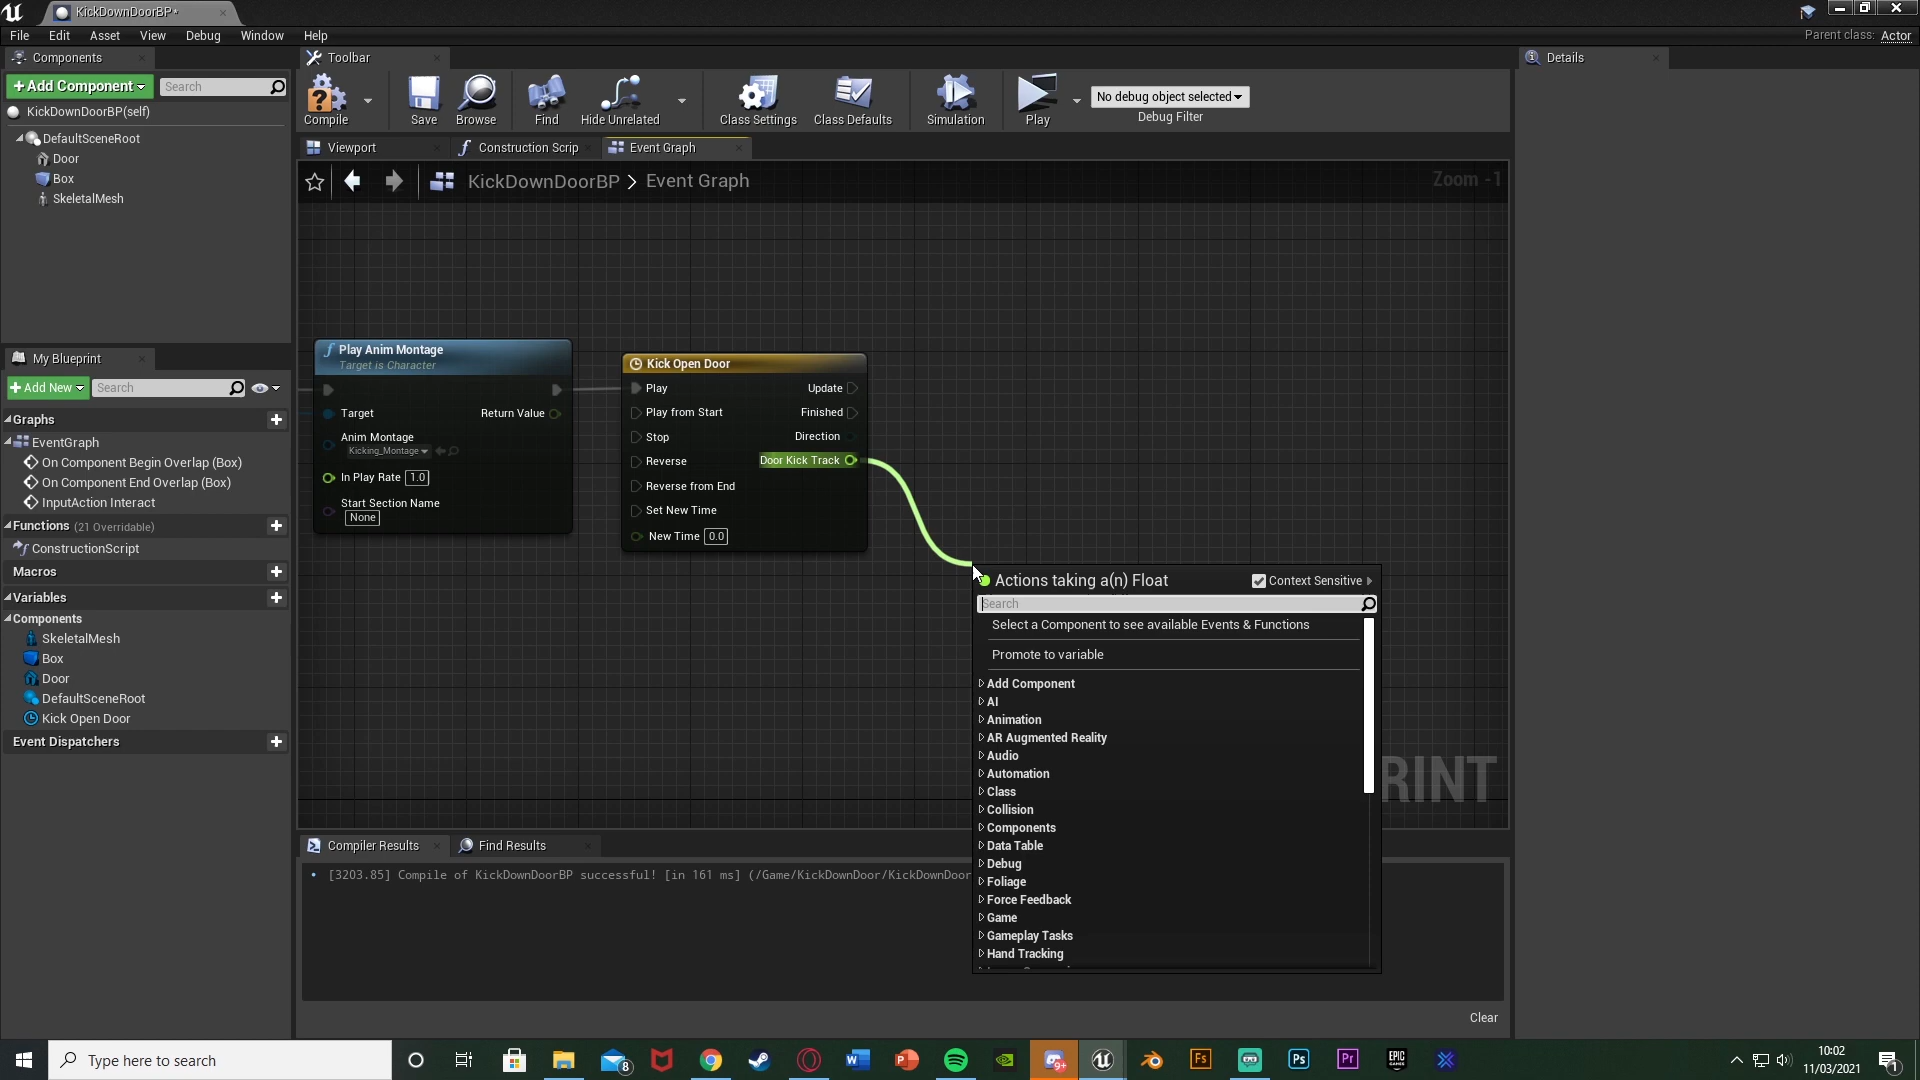 KickDownDoorBP*
File Edit Asset View Debug Window Help
Parent class: Actor
Components
Toolbar
Details
+Add Component
Search
KickDownDoorBP(self)
DefaultSceneRoot
Door
Box
SkeletalMesh
Compile
Save
Browse
Find
Hide Unrelated
Class Settings
Class Defaults
Simulation
Play
No debug object selected
Debug Filter
Viewport
Construction Scrip
Event Graph
KickDownDoorBP > Event Graph
Zoom -1
Play Anim Montage
Target is Character
Target
Return Value
Anim Montage
Kicking_Montage
In Play Rate 1.0
Start Section Name
None
Kick Open Door
Play
Update
Play from Start
Finished
Stop
Direction
Reverse
Door Kick Track
Reverse from End
Set New Time
New Time 0.0
My Blueprint
+Add New
Search
Graphs
EventGraph
On Component Begin Overlap (Box)
On Component End Overlap (Box)
InputAction Interact
Functions (21 Overridable)
ConstructionScript
Macros
Variables
Components
SkeletalMesh
Box
Door
DefaultSceneRoot
Kick Open Door
Event Dispatchers
Actions taking a(n) Float
Context Sensitive
Search
Select a Component to see available Events & Functions
Promote to variable
Add Component
AI
Animation
AR Augmented Reality
Audio
Automation
Class
Collision
Components
Data Table
Debug
Foliage
Force Feedback
Game
Gameplay Tasks
Hand Tracking
RINT
Compiler Results
Find Results
[3203.85] Compile of KickDownDoorBP successful! [in 161 ms] (/Game/KickDownDoor/KickDownDoor
Clear
Type here to search
10:02
11/03/2021